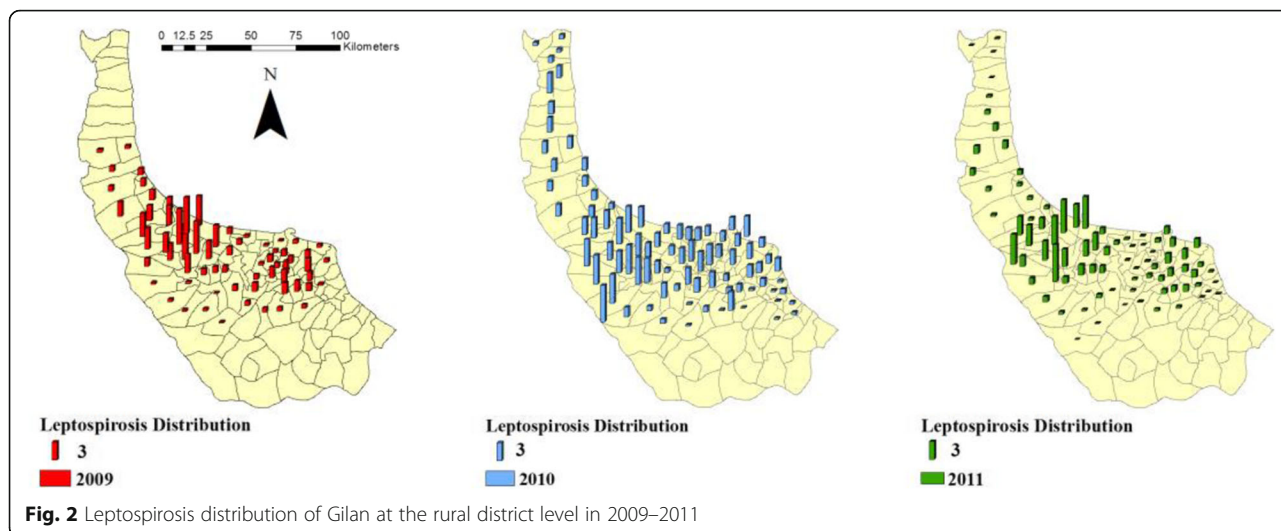 0 12.5 25 50 75 100
Kilometers
N
Leptospirosis Distribution
3
2009
Leptospirosis Distribution
3
2010
Leptospirosis Distribution
3
2011
Fig. 2 Leptospirosis distribution of Gilan at the rural district level in 2009–2011